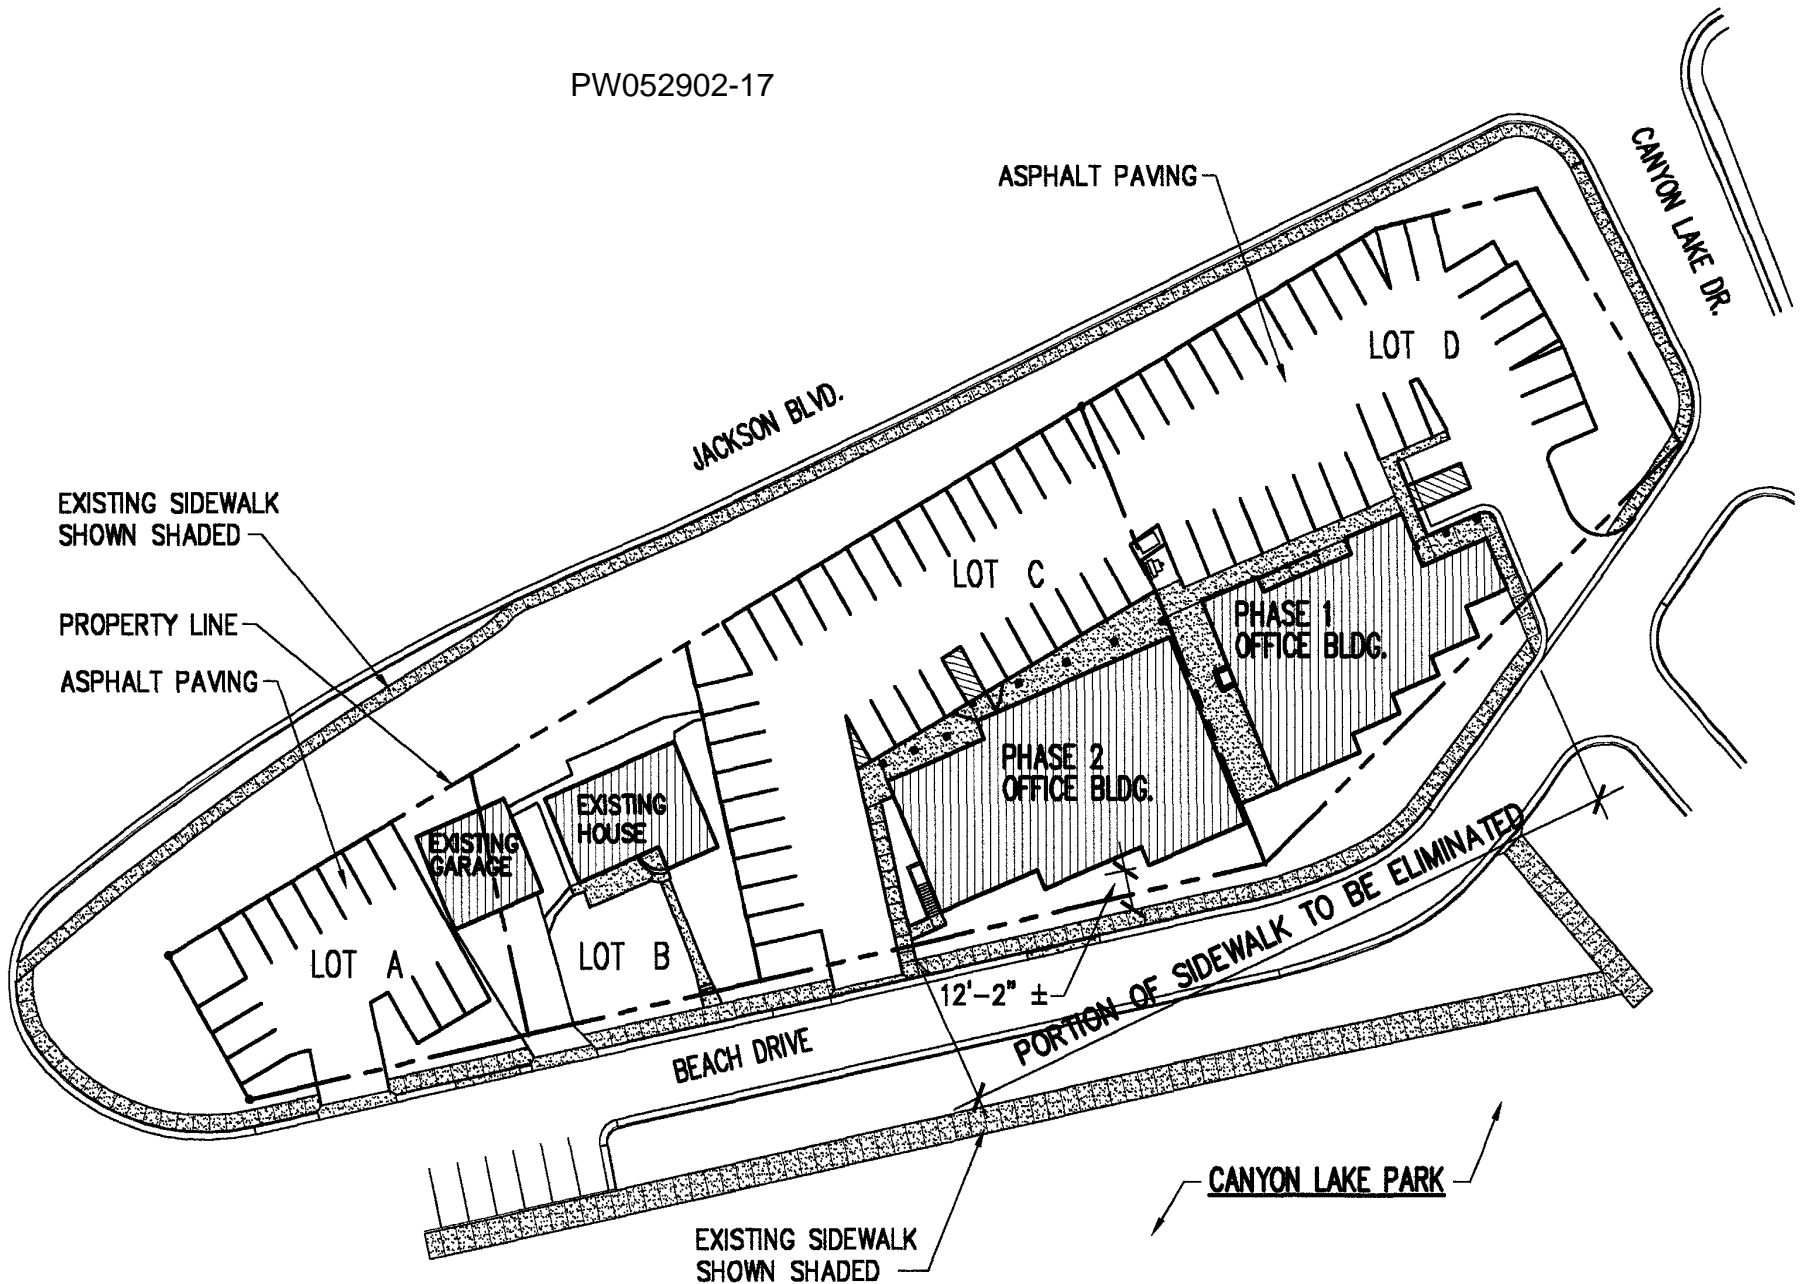 PW052902-17
ASPHALT PAVING
CANYON LAKE DR.
LOT D
JACKSON BLVD.
EXISTING SIDEWALK
SHOWN SHADED
LOT C
PROPERTY LINE
PHASE 1
OFFICE BLDG.
ASPHALT PAVING
PHASE 2
OFFICE BLDG.
EXISTING
HOUSE
EXISTING
GARAGE
LOT A
LOT B
12'-2" ±
PORTION OF SIDEWALK TO BE ELIMINATED
BEACH DRIVE
CANYON LAKE PARK
EXISTING SIDEWALK
SHOWN SHADED